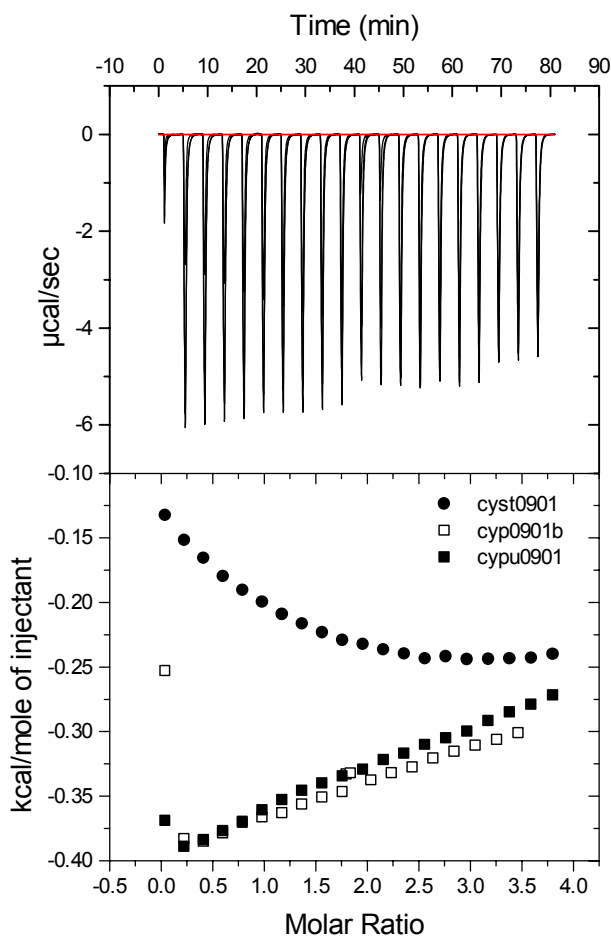 Time (min)
-10 0 10 20 30 40 50 60 70 80 90
0
-2
-4
-6
µcal/sec
-0.10
-0.15
-0.20
-0.25
-0.30
-0.35
-0.40
kcal/mole of injectant
cyst0901
cyp0901b
cypu0901
-0.5 0.0 0.5 1.0 1.5 2.0 2.5 3.0 3.5 4.0
Molar Ratio